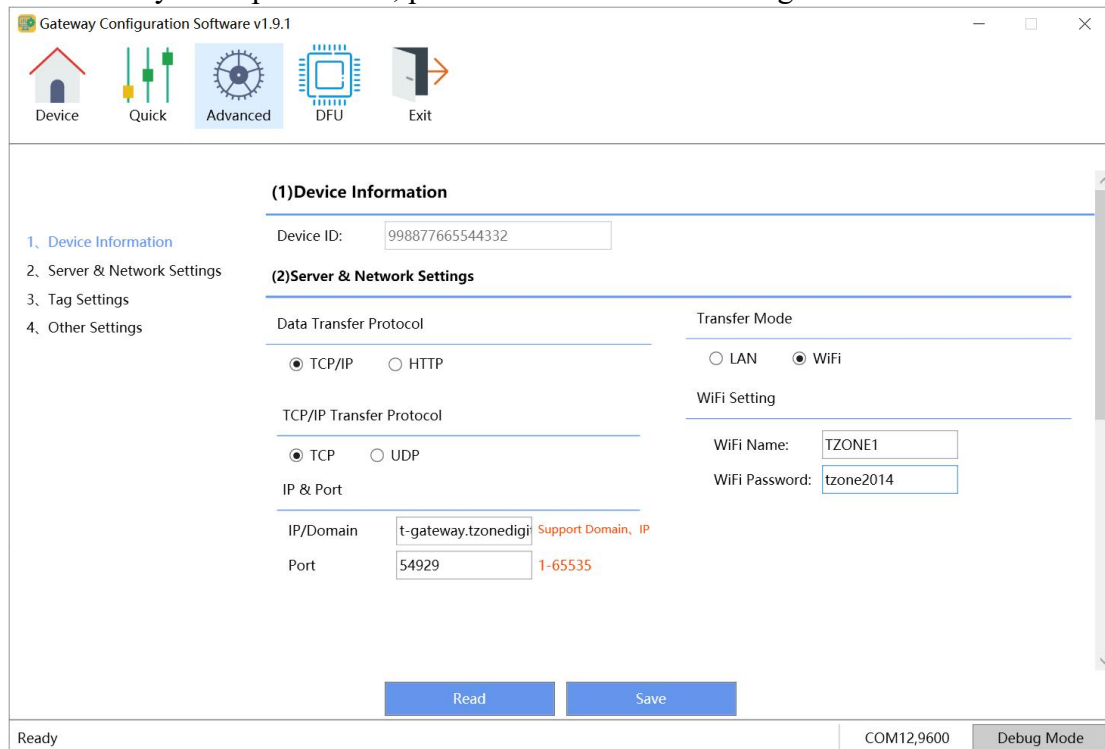 Gateway Configuration Software v1.9.1
Device Quick Advanced DFU Exit
(1)Device Information
1、Device Information
2、Server & Network Settings
3、Tag Settings
4、Other Settings
Device ID: 998877665544332
(2)Server & Network Settings
Data Transfer Protocol
TCP/IP HTTP
TCP/IP Transfer Protocol
TCP UDP
IP & Port
IP/Domain t-gateway.tzonedigi Support Domain、IP
Port 54929 1-65535
Transfer Mode
LAN WiFi
WiFi Setting
WiFi Name: TZONE1
WiFi Password: tzone2014
Read Save
Ready COM12,9600 Debug Mode